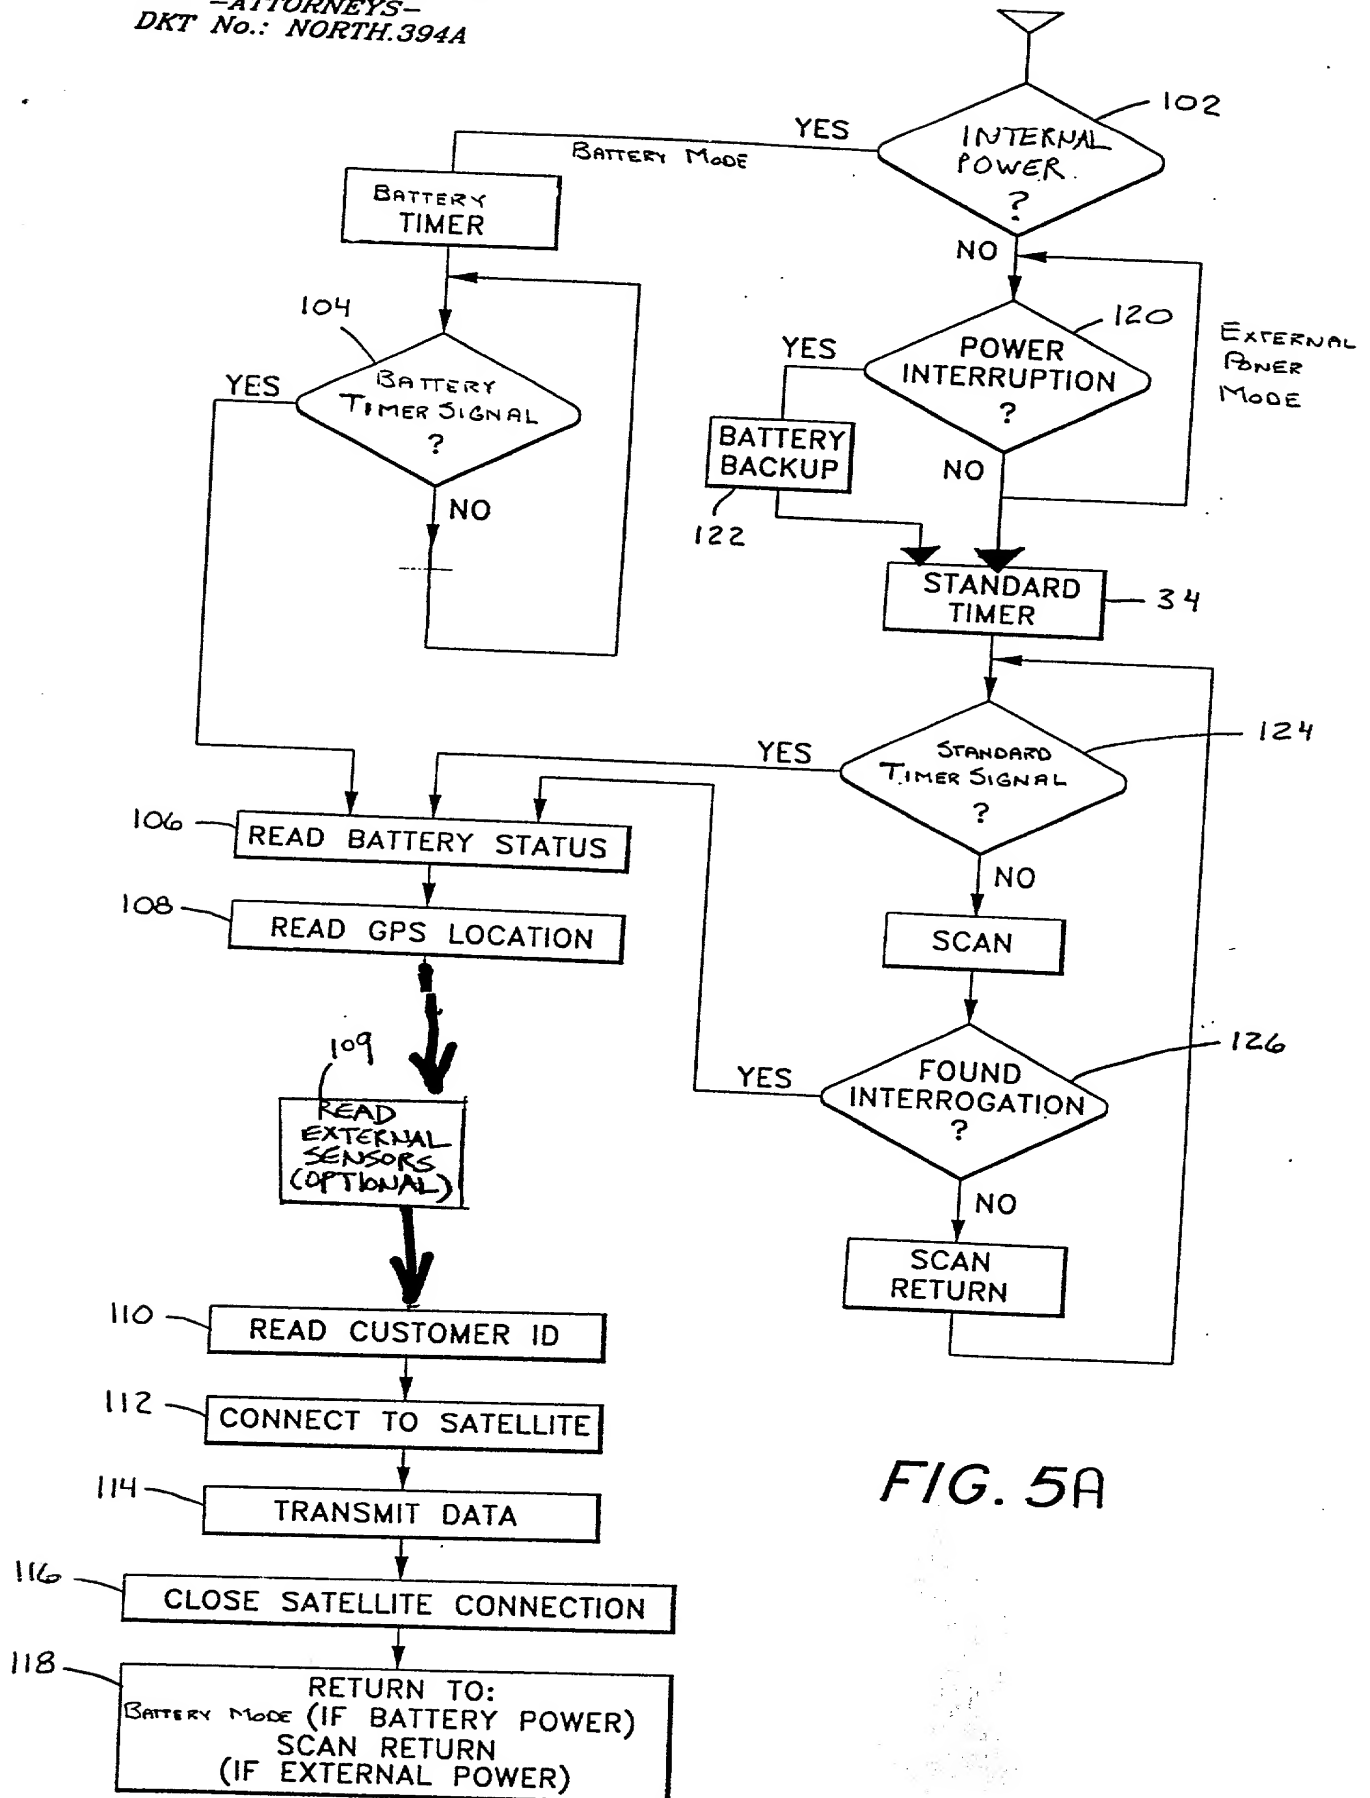 -ATTORNEYS-
DKT No.: NORTH.394A
102
INTERNAL
POWER
?
YES
BATTERY MODE
BATTERY
TIMER
NO
104
120
EXTERNAL
POWER
MODE
POWER
INTERRUPTION
?
YES
YES
BATTERY
TIMER SIGNAL
?
BATTERY
BACKUP
NO
NO
122
STANDARD
TIMER
34
124
YES
STANDARD
TIMER SIGNAL
?
106
READ BATTERY STATUS
NO
108
READ GPS LOCATION
SCAN
109
READ
EXTERNAL
SENSORS
(OPTIONAL)
126
YES
FOUND
INTERROGATION
?
NO
SCAN
RETURN
110
READ CUSTOMER ID
112
CONNECT TO SATELLITE
114
TRANSMIT DATA
FIG. 5A
116
CLOSE SATELLITE CONNECTION
118
RETURN TO:
BATTERY MODE (IF BATTERY POWER)
SCAN RETURN
(IF EXTERNAL POWER)